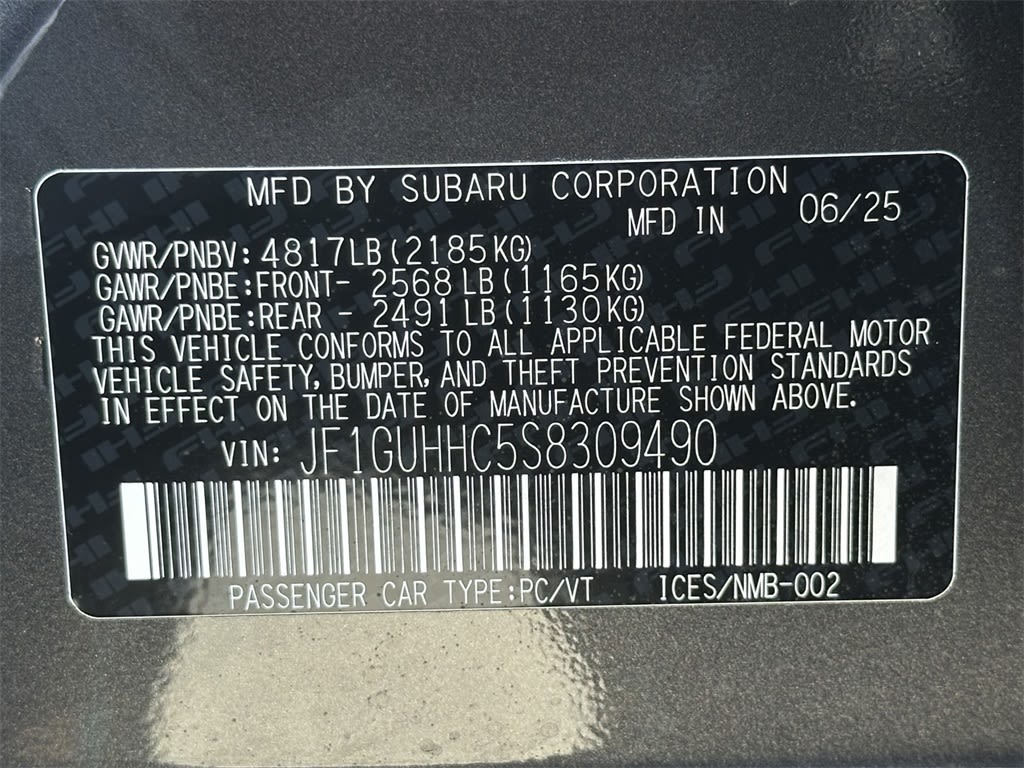 MFD BY SUBARU CORPORATION
MFD IN 06/25
GVWR/PNBV: 4817LB(2185KG)
GAWR/PNBE:FRONT- 2568LB(1165KG)
GAWR/PNBE:REAR - 2491LB(1130KG)
THIS VEHICLE CONFORMS TO ALL APPLICABLE FEDERAL MOTOR
VEHICLE SAFETY, BUMPER, AND THEFT PREVENTION STANDARDS
IN EFFECT ON THE DATE OF MANUFACTURE SHOWN ABOVE.
VIN: JF1GUHHC5S8309490
PASSENGER CAR TYPE:PC/VT ICES/NMB-002